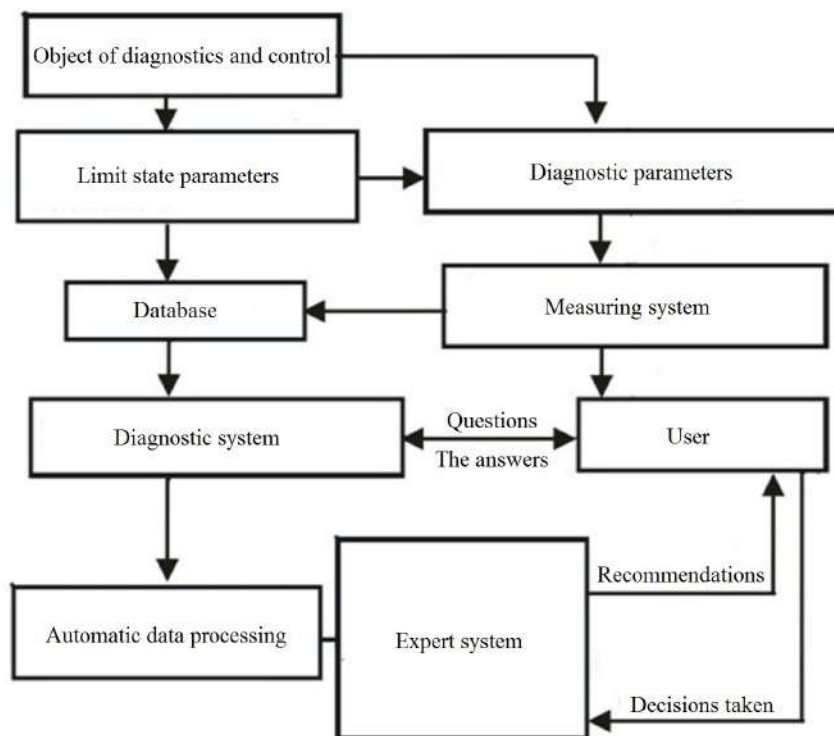 Object of diagnostics and control
Limit state parameters
Diagnostic parameters
Database
Measuring system
Diagnostic system
Questions
The answers
User
Recommendations
Automatic data processing
Expert system
Decisions taken